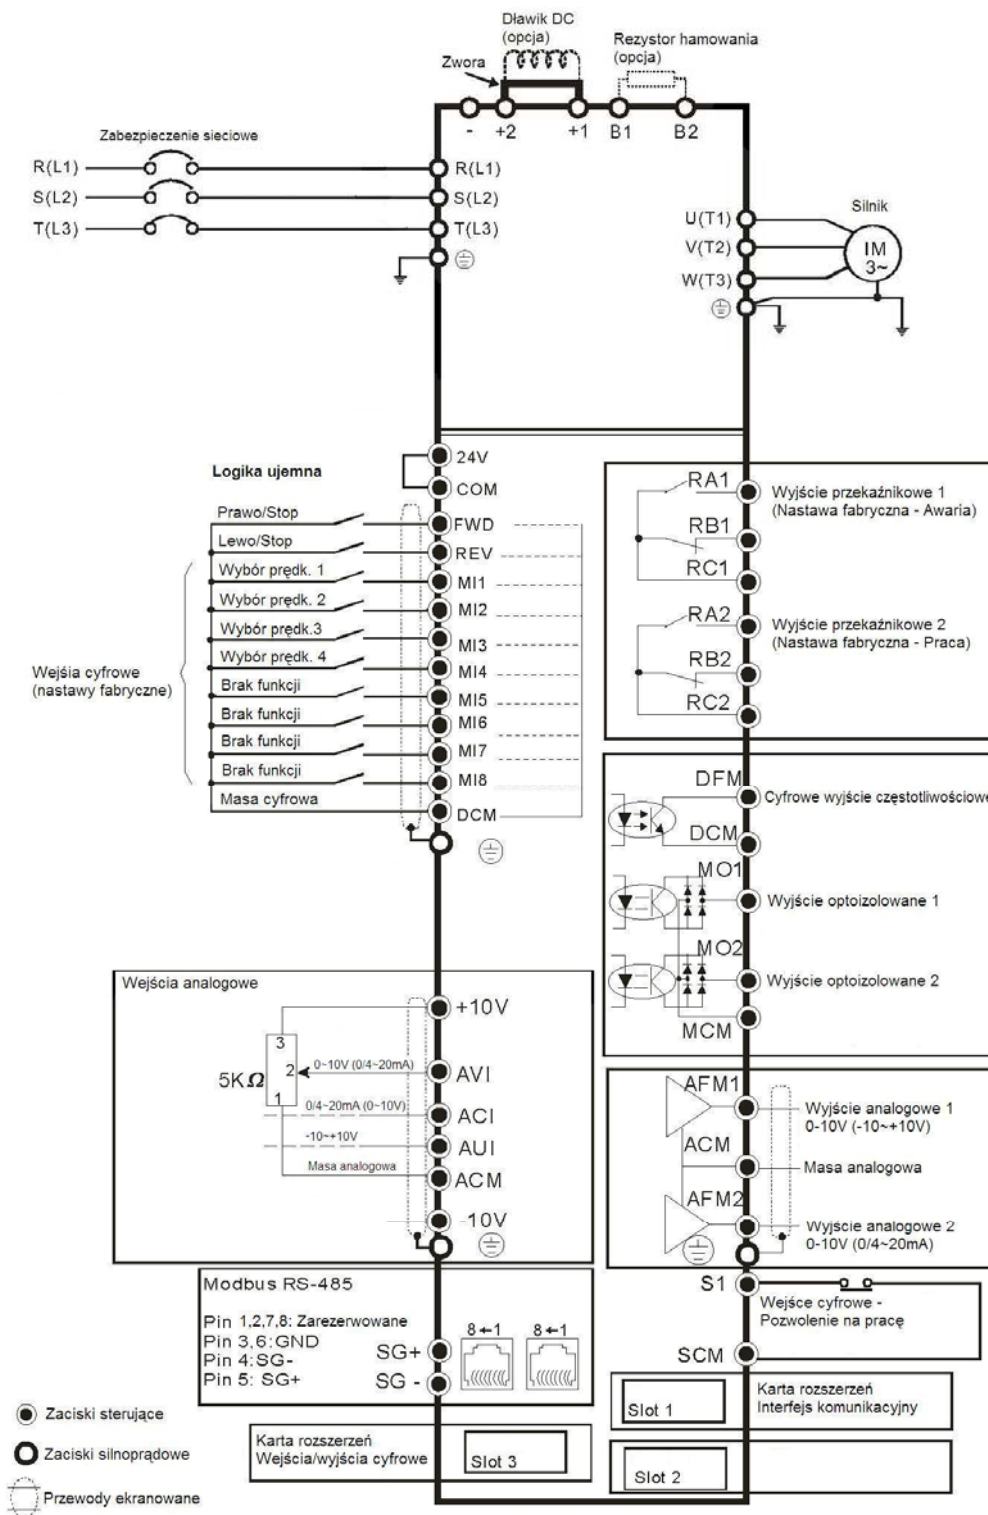 Dławik DC
(opcja)
Rezystor hamowania
(opcja)
Zwora
-
+2
+1
B1
B2
Zabezpieczenie sieciowe
R(L1)
R(L1)
S(L2)
S(L2)
T(L3)
T(L3)
Silnik
U(T1)
V(T2)
W(T3)
IM
3~
Logika ujemna
24V
COM
Prawo/Stop
FWD
Lewo/Stop
REV
Wybór prędk. 1
MI1
Wybór prędk. 2
MI2
Wybór prędk.3
MI3
Wybór prędk. 4
MI4
Brak funkcji
MI5
Brak funkcji
MI6
Brak funkcji
MI7
Brak funkcji
MI8
Masa cyfrowa
DCM
Wejśia cyfrowe
(nastawy fabryczne)
RA1
RB1
RC1
Wyjście przekaźnikowe 1
(Nastawa fabryczna - Awaria)
RA2
RB2
RC2
Wyjście przekaźnikowe 2
(Nastawa fabryczna - Praca)
DFM
Cyfrowe wyjście częstotliwościowe
DCM
MO1
Wyjście optoizolowane 1
MO2
Wyjście optoizolowane 2
MCM
Wejścia analogowe
+10V
3
2
1
5KΩ
0~10V (0/4~20mA)
AVI
0/4~20mA (0~10V)
ACI
-10~+10V
AUI
Masa analogowa
ACM
-10V
AFM1
Wyjście analogowe 1
0-10V (-10~+10V)
ACM
Masa analogowa
AFM2
Wyjście analogowe 2
0-10V (0/4~20mA)
Modbus RS-485
Pin 1,2,7,8: Zarezerwowane
Pin 3,6:GND
Pin 4:SG-
Pin 5: SG+
SG+
SG -
8←1
8←1
S1
Wejśce cyfrowe -
Pozwolenie na pracę
SCM
Slot 1
Karta rozszerzeń
Interfejs komunikacyjny
Karta rozszerzeń
Wejścia/wyjścia cyfrowe
Slot 3
Slot 2
Zaciski sterujące
Zaciski silnoprądowe
Przewody ekranowane